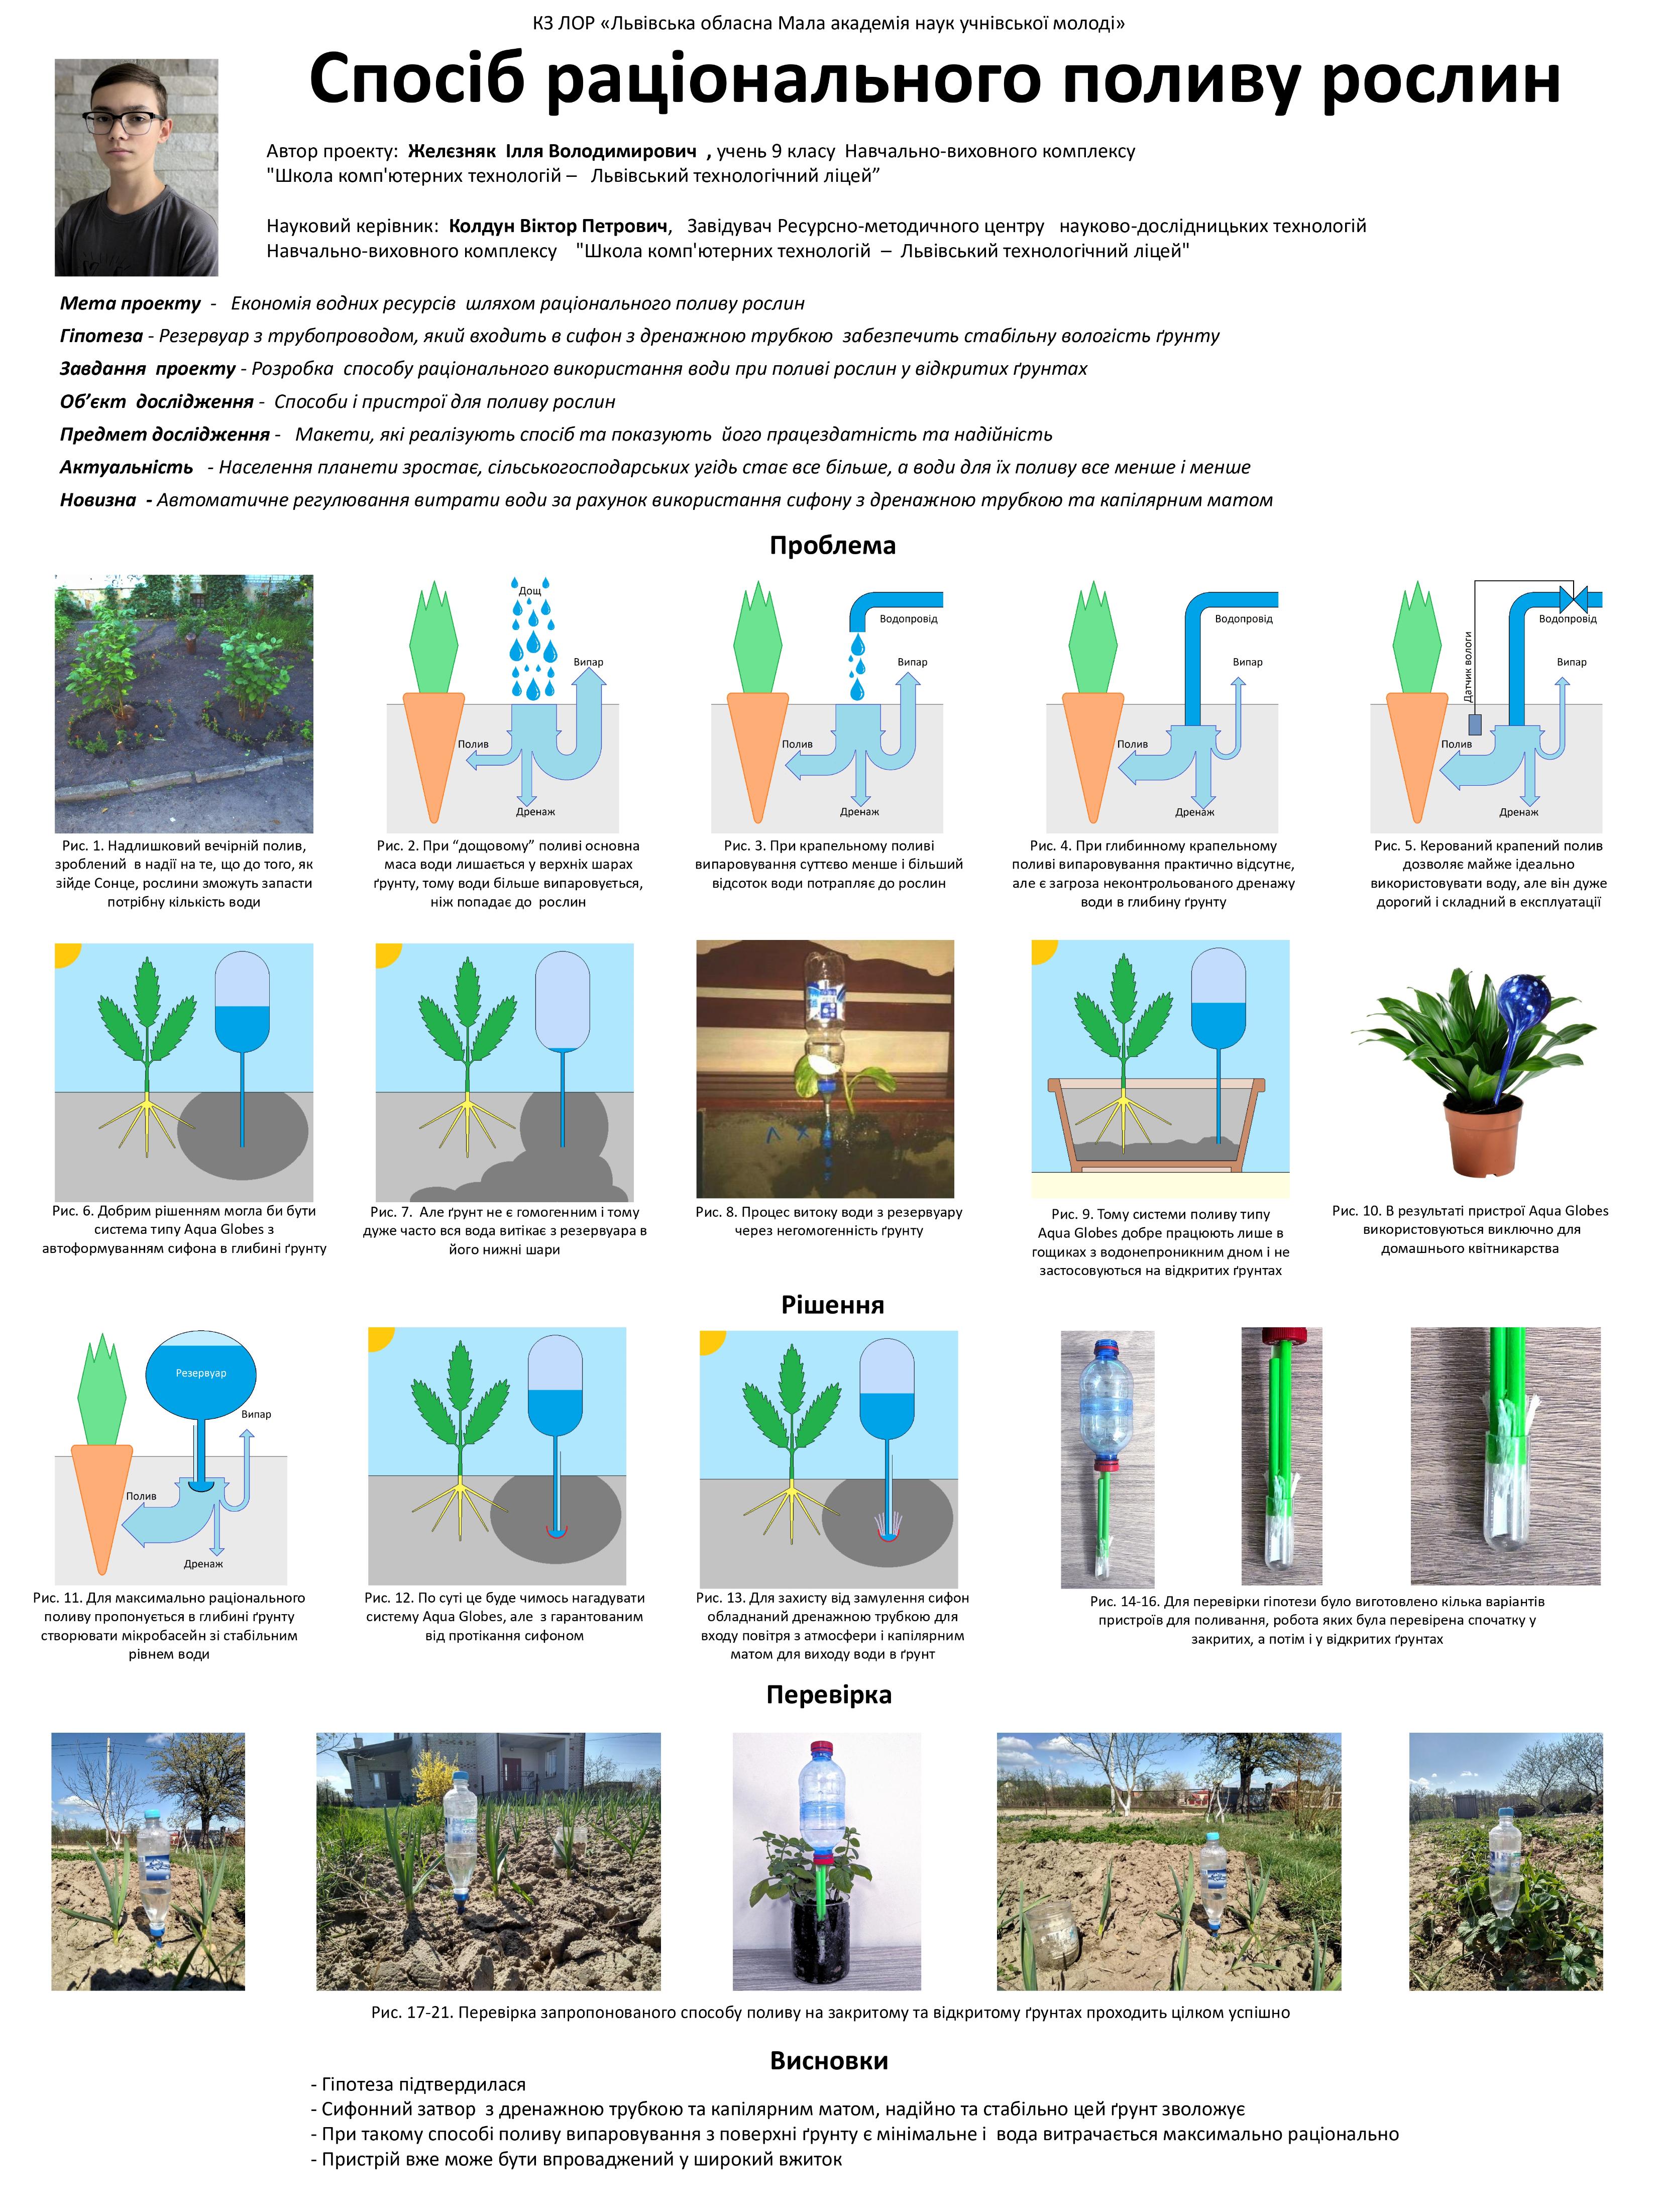 КЗ ЛОР «Львівська обласна Мала академія наук учнівської молоді»
Спосіб раціонального поливу рослин
Автор проекту: Желєзняк Ілля Володимирович , учень 9 класу Навчально-виховного комплексу
"Школа комп'ютерних технологій – Львівський технологічний ліцей”
Науковий керівник: Колдун Віктор Петрович, Завідувач Ресурсно-методичного центру науково-дослідницьких технологій
Навчально-виховного комплексу "Школа комп'ютерних технологій – Львівський технологічний ліцей"
Мета проекту - Економія водних ресурсів шляхом раціонального поливу рослин
Гіпотеза - Резервуар з трубопроводом, який входить в сифон з дренажною трубкою забезпечить стабільну вологість ґрунту
Завдання проекту - Розробка способу раціонального використання води при поливі рослин у відкритих ґрунтах
Об’єкт дослідження - Способи і пристрої для поливу рослин
Предмет дослідження - Макети, які реалізують спосіб та показують його працездатність та надійність
Актуальність - Населення планети зростає, сільськогосподарських угідь стає все більше, а води для їх поливу все менше і менше
Новизна - Автоматичне регулювання витрати води за рахунок використання сифону з дренажною трубкою та капілярним матом
Проблема
Дощ
Випар
Полив
Дренаж
Водопровід
Випар
Полив
Дренаж
Водопровід
Випар
Полив
Дренаж
Водопровід
Датчик вологи
Випар
Полив
Дренаж
Рис. 1. Надлишковий вечірній полив,
зроблений в надії на те, що до того, як
зійде Сонце, рослини зможуть запасти
потрібну кількість води
Рис. 2. При “дощовому” поливі основна
маса води лишається у верхніх шарах
ґрунту, тому води більше випаровується,
ніж попадає до рослин
Рис. 3. При крапельному поливі
випаровування суттєво менше і більший
відсоток води потрапляє до рослин
Рис. 4. При глибинному крапельному
поливі випаровування практично відсутнє,
але є загроза неконтрольованого дренажу
води в глибину ґрунту
Рис. 5. Керований крапений полив
дозволяє майже ідеально
використовувати воду, але він дуже
дорогий і складний в експлуатації
Рис. 6. Добрим рішенням могла би бути
система типу Aqua Globes з
автоформуванням сифона в глибині ґрунту
Рис. 7. Але ґрунт не є гомогенним і тому
дуже часто вся вода витікає з резервуара в
його нижні шари
Рис. 8. Процес витоку води з резервуару
через негомогенність ґрунту
Рис. 9. Тому системи поливу типу
Aqua Globes добре працюють лише в
гощиках з водонепроникним дном і не
застосовуються на відкритих ґрунтах
Рис. 10. В результаті пристрої Aqua Globes
використовуються виключно для
домашнього квітникарства
Рішення
Резервуар
Випар
Полив
Дренаж
Рис. 11. Для максимально раціонального
поливу пропонується в глибині ґрунту
створювати мікробасейн зі стабільним
рівнем води
Рис. 12. По суті це буде чимось нагадувати
систему Aqua Globes, але з гарантованим
від протікання сифоном
Рис. 13. Для захисту від замулення сифон
обладнаний дренажною трубкою для
входу повітря з атмосфери і капілярним
матом для виходу води в ґрунт
Рис. 14-16. Для перевірки гіпотези було виготовлено кілька варіантів
пристроїв для поливання, робота яких була перевірена спочатку у
закритих, а потім і у відкритих ґрунтах
Перевірка
Рис. 17-21. Перевірка запропонованого способу поливу на закритому та відкритому ґрунтах проходить цілком успішно
Висновки
- Гіпотеза підтвердилася
- Сифонний затвор з дренажною трубкою та капілярним матом, надійно та стабільно цей ґрунт зволожує
- При такому способі поливу випаровування з поверхні ґрунту є мінімальне і вода витрачається максимально раціонально
- Пристрій вже може бути впроваджений у широкий вжиток